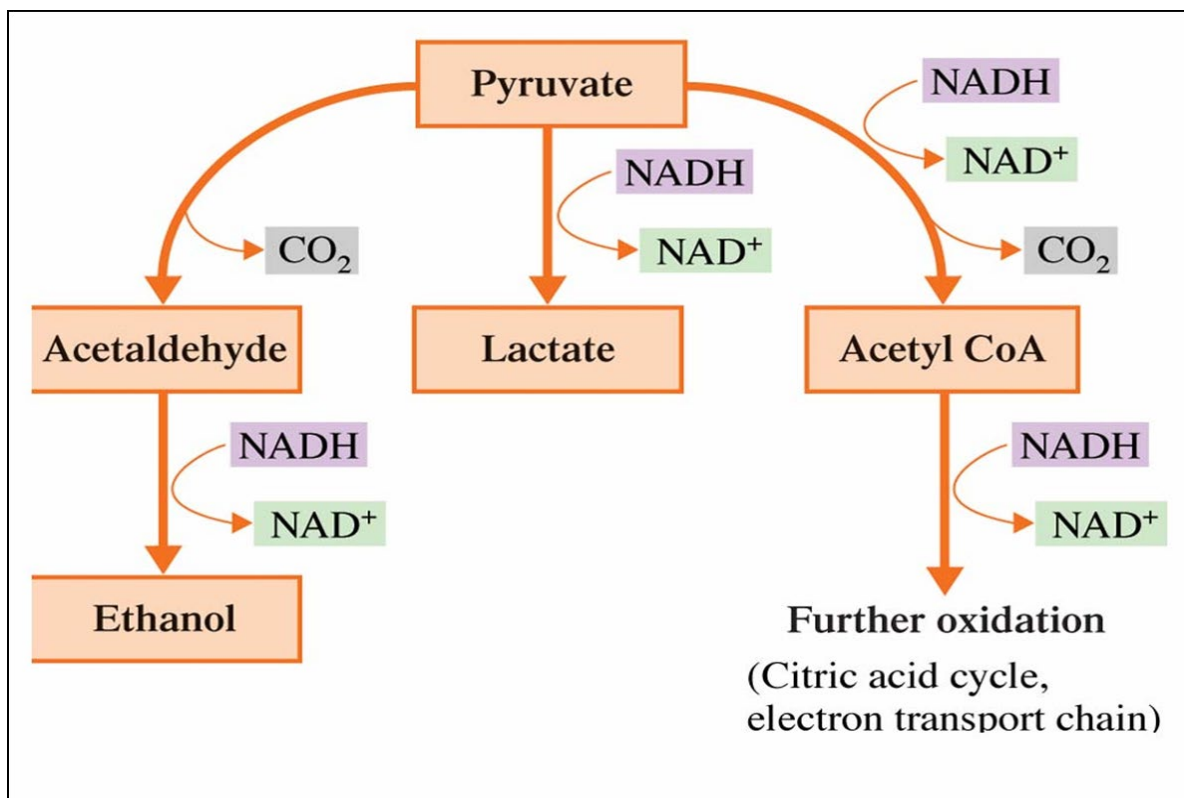 Pyruvate
NADH
NAD⁺
NADH
NAD⁺
CO₂
CO₂
Acetaldehyde
Lactate
Acetyl CoA
NADH
NAD⁺
NADH
NAD⁺
Ethanol
Further oxidation
(Citric acid cycle,
electron transport chain)